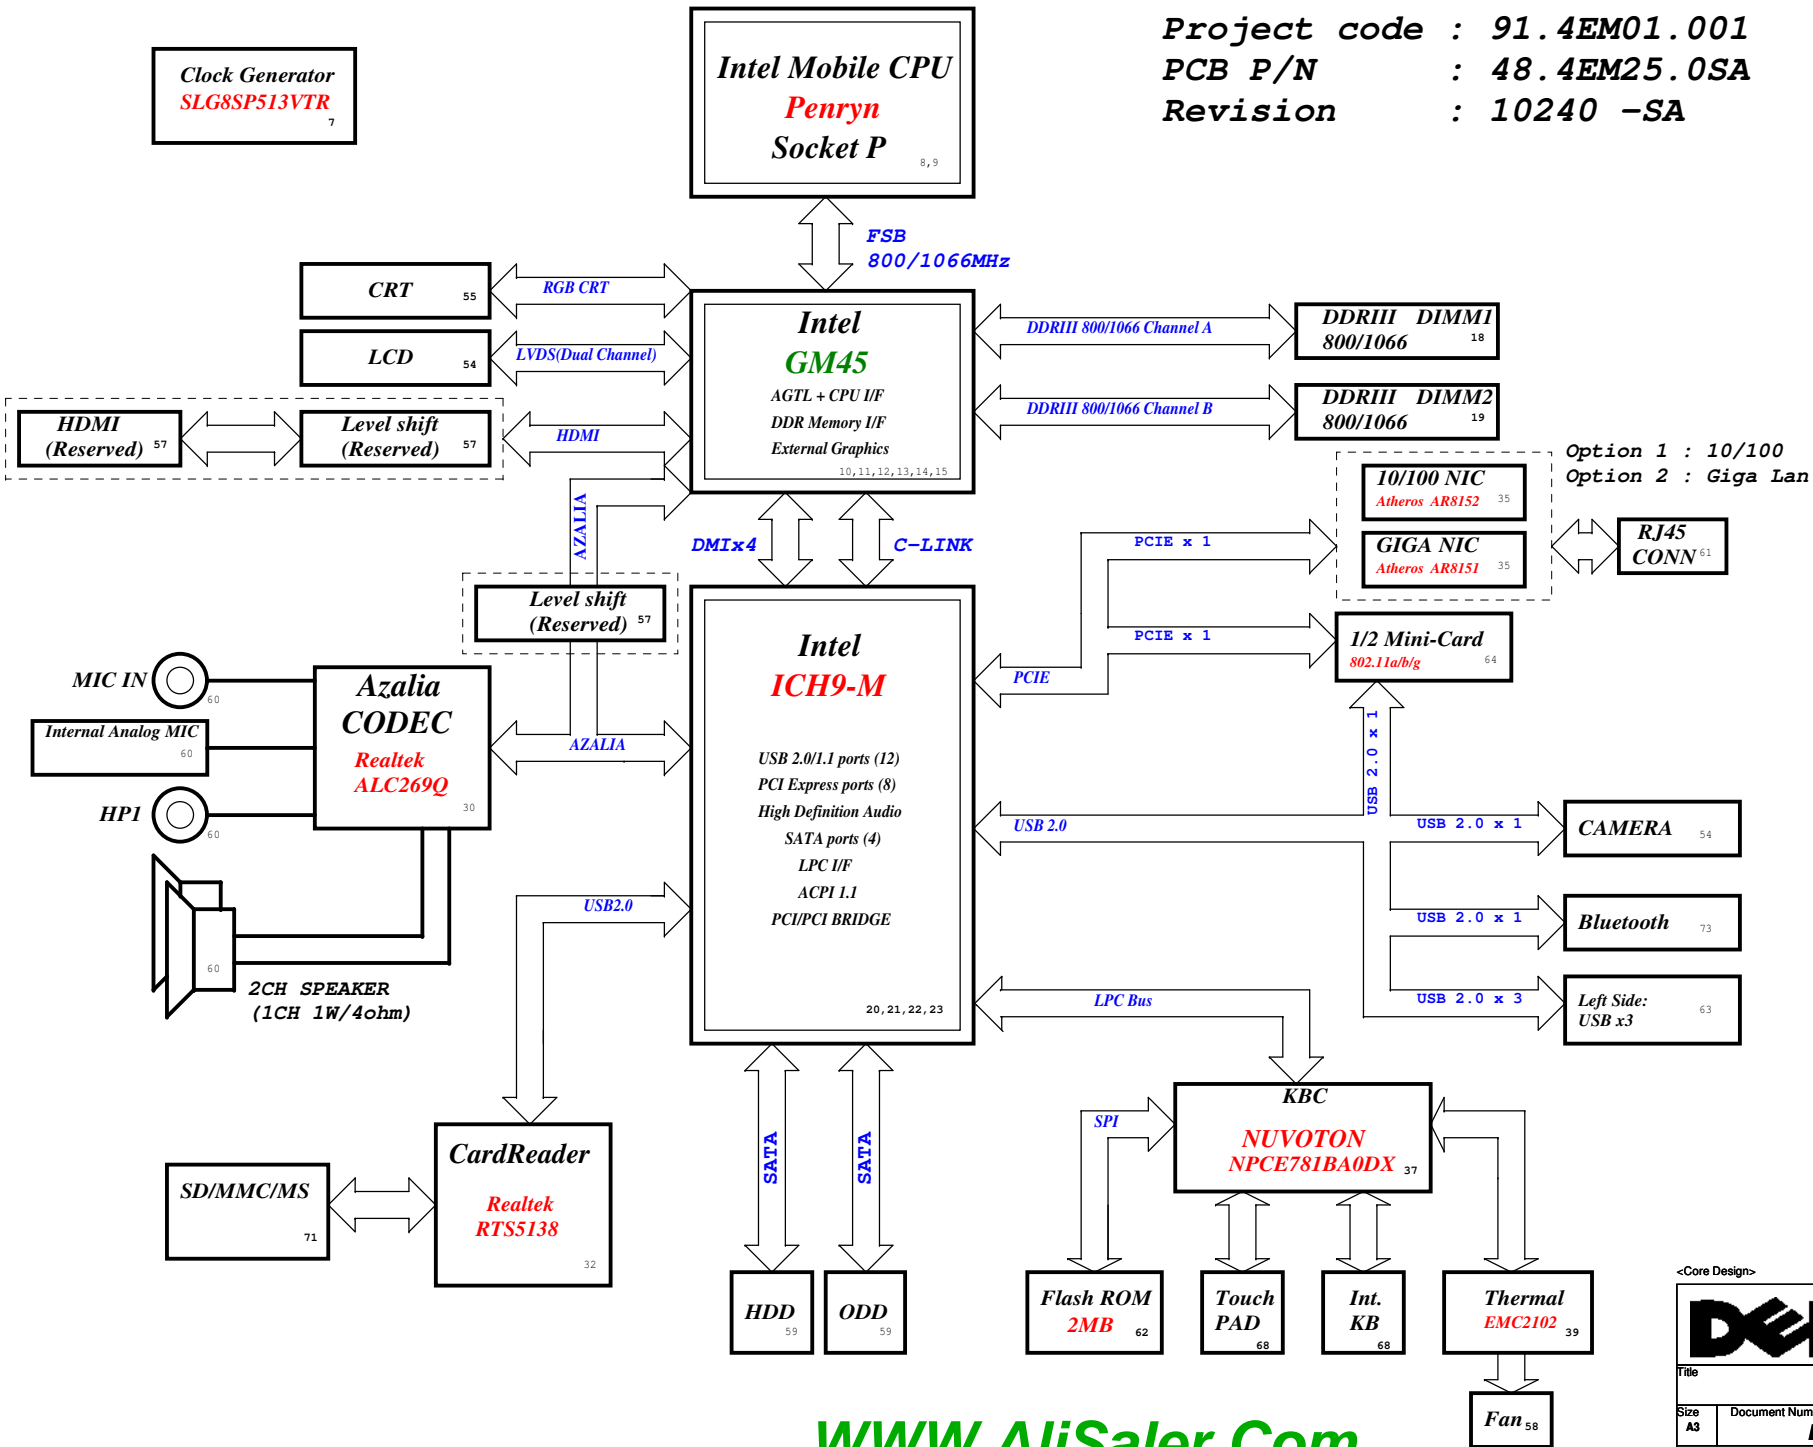 Project code : 91.4EM01.001
PCB P/N : 48.4EM25.0SA
Revision : 10240 -SA
Clock Generator
SLG8SP513VTR
7
Intel Mobile CPU
Penryn
Socket P
8,9
FSB
800/1066MHz
CRT 55
RGB CRT
LCD 54
LVDS(Dual Channel)
HDMI
(Reserved) 57
Level shift
(Reserved) 57
HDMI
Intel
GM45
AGTL + CPU I/F
DDR Memory I/F
External Graphics
10,11,12,13,14,15
DDRIII 800/1066 Channel A
DDRIII DIMM1
800/1066 18
DDRIII 800/1066 Channel B
DDRIII DIMM2
800/1066 19
Option 1 : 10/100
Option 2 : Giga Lan
10/100 NIC
Atheros AR8152 35
GIGA NIC
Atheros AR8151 35
RJ45
CONN 61
AZALIA
DMIx4
C-LINK
PCIE x 1
Level shift
(Reserved) 57
PCIE x 1
1/2 Mini-Card
802.11a/b/g 64
PCIE
Intel
ICH9-M
USB 2.0/1.1 ports (12)
PCI Express ports (8)
High Definition Audio
SATA ports (4)
LPC I/F
ACPI 1.1
PCI/PCI BRIDGE
20,21,22,23
MIC IN
60
Internal Analog MIC
60
HP1
60
Azalia
CODEC
Realtek
ALC269Q
30
AZALIA
60
2CH SPEAKER
(1CH 1W/4ohm)
USB2.0
USB 2.0
USB 2.0 x 1
USB 2.0 x 1
CAMERA 54
USB 2.0 x 1
Bluetooth 73
USB 2.0 x 3
Left Side:
USB x3 63
LPC Bus
KBC
NUVOTON
NPCE781BA0DX 37
SPI
CardReader
Realtek
RTS5138
32
SD/MMC/MS
71
SATA
SATA
HDD
59
ODD
59
Flash ROM
2MB 62
Touch
PAD
68
Int.
KB
68
Thermal
EMC2102 39
Fan 58
<Core Design>
Title
Size
A3
Document Num
WWW.AliSaler.Com